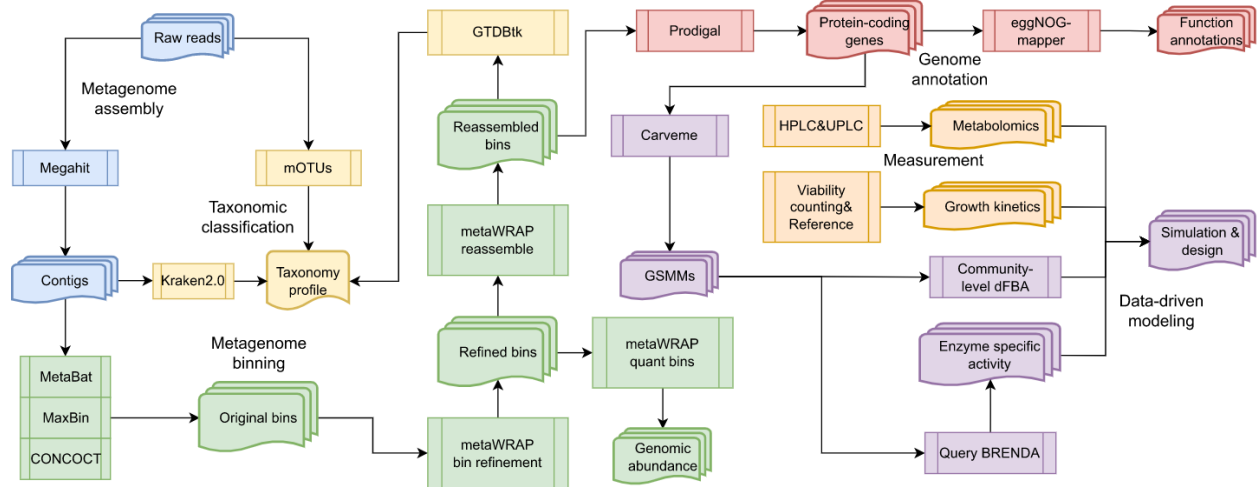 Raw reads
GTDBtk
Prodigal
Protein-coding
genes
eggNOG-
mapper
Function
annotations
Genome
annotation
Metagenome
assembly
Reassembled
bins
Carveme
HPLC&UPLC
Metabolomics
Measurement
Megahit
mOTUs
Viability
counting&
Reference
Growth kinetics
Taxonomic
classification
metaWRAP
reassemble
Simulation &
design
Contigs
Kraken2.0
Taxonomy
profile
GSMMs
Community-
level dFBA
Data-driven
modeling
Metagenome
binning
Refined bins
metaWRAP
quant bins
Enzyme specific
activity
MetaBat
MaxBin
CONCOCT
Original bins
metaWRAP
bin refinement
Genomic
abundance
Query BRENDA